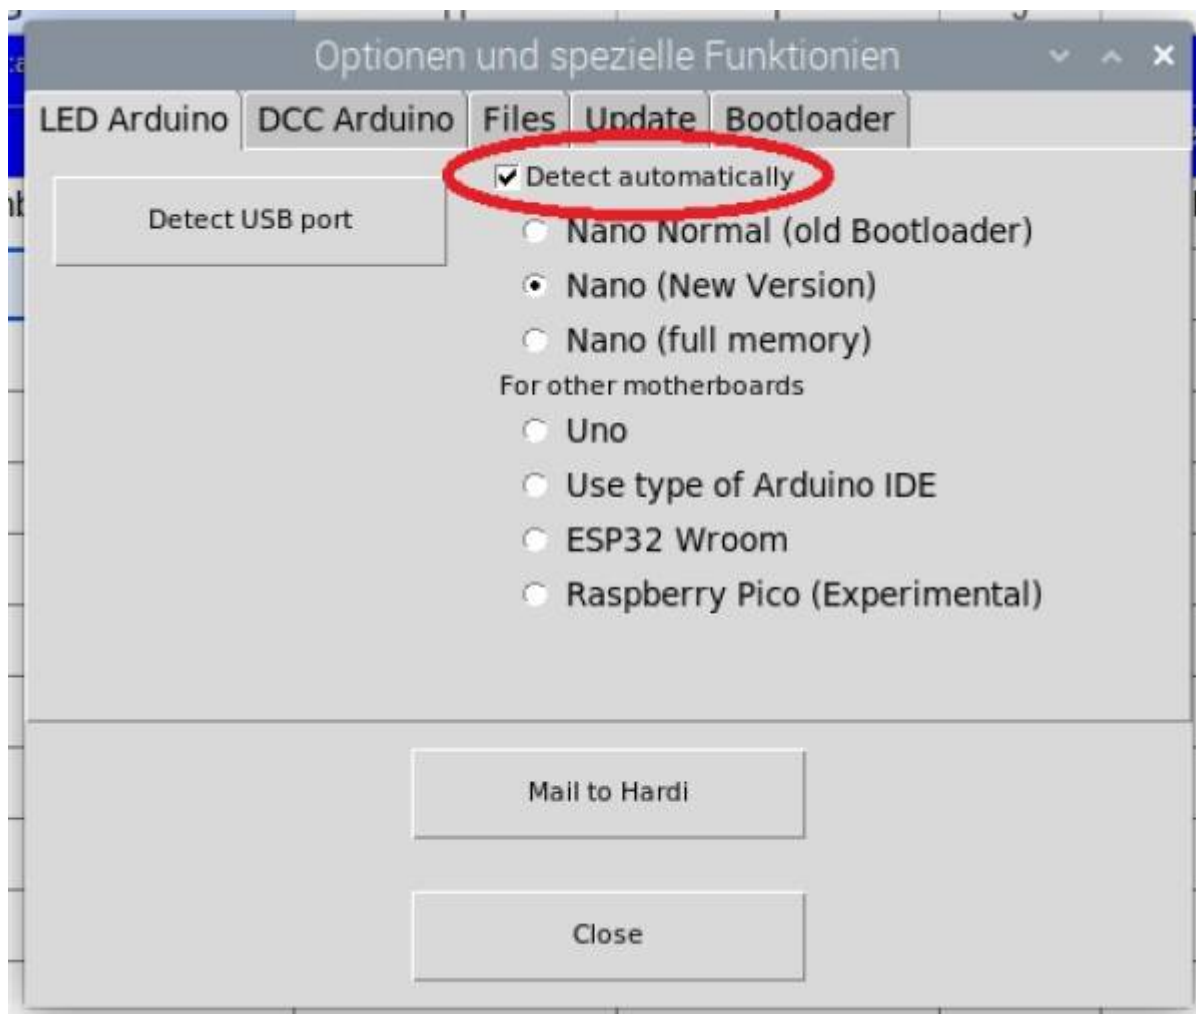 Optionen und spezielle Funktionien
LED Arduino DCC Arduino Files Update Bootloader
Detect automatically
Detect USB port
Nano Normal (old Bootloader)
Nano (New Version)
Nano (full memory)
For other motherboards
Uno
Use type of Arduino IDE
ESP32 Wroom
Raspberry Pico (Experimental)
Mail to Hardi
Close